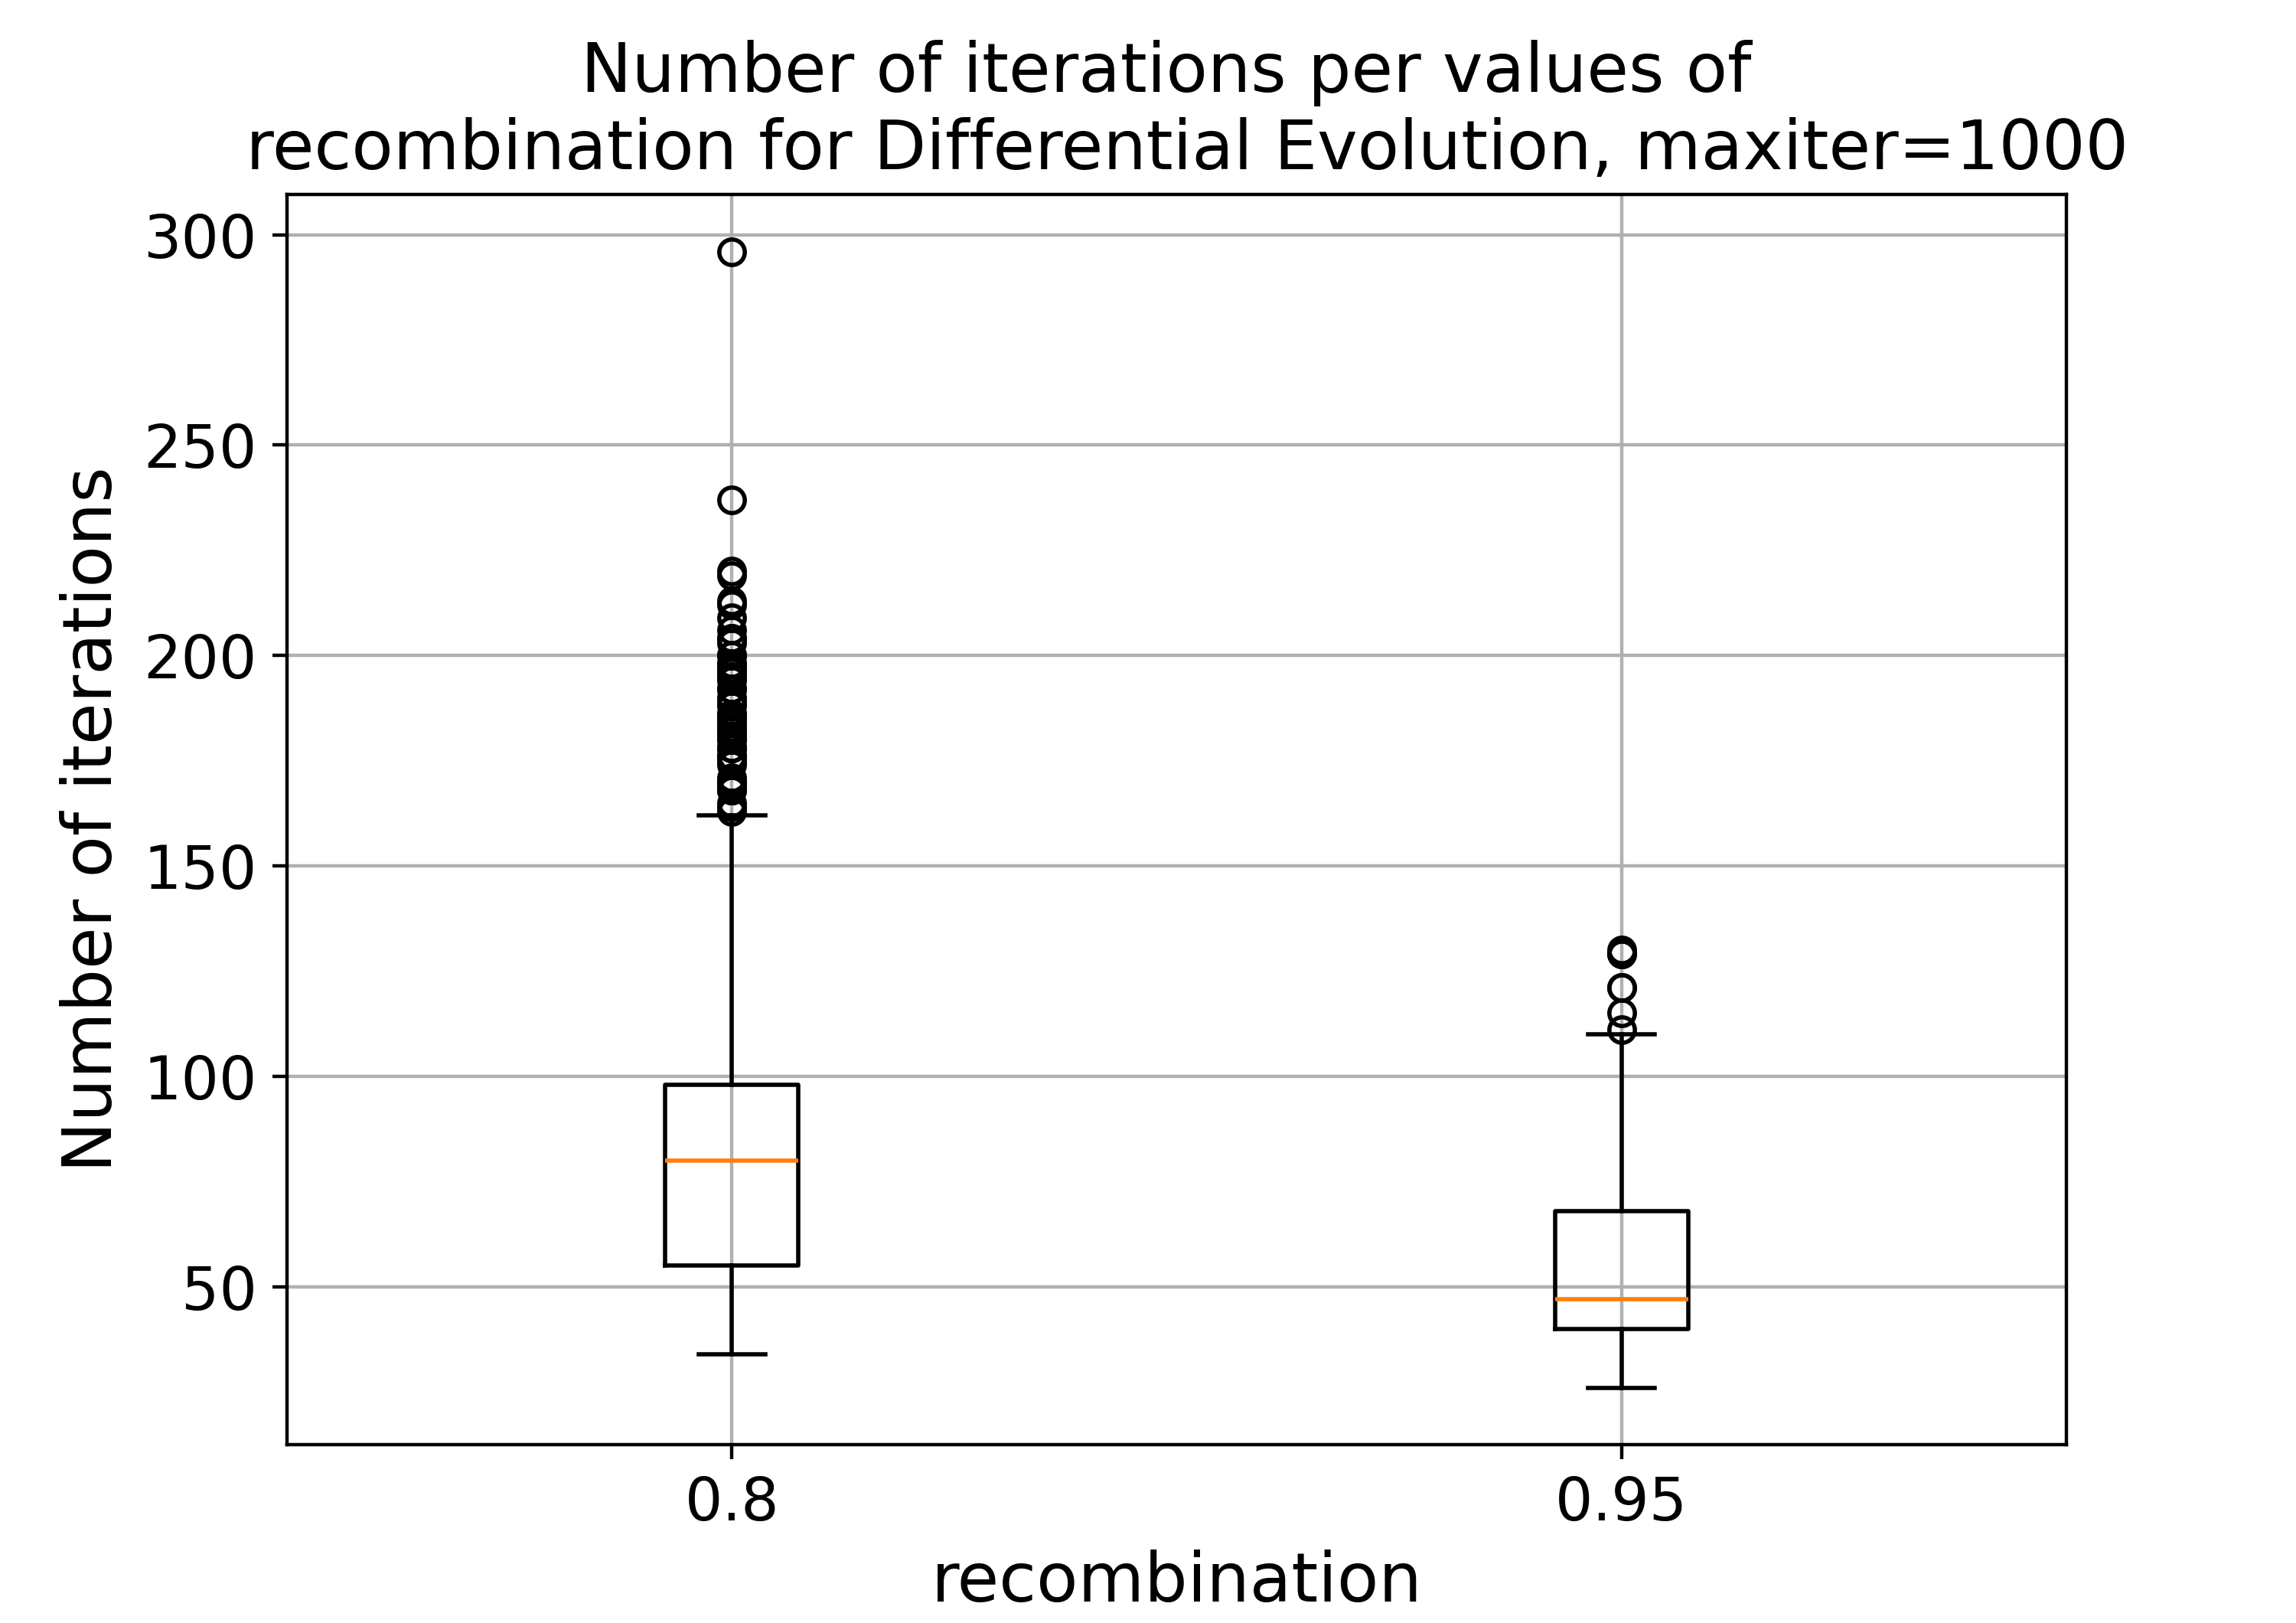 Number of iterations per values of
recombination for Differential Evolution, maxiter=1000
Number of iterations
300
250
200
150
100
50
0.8
0.95
recombination